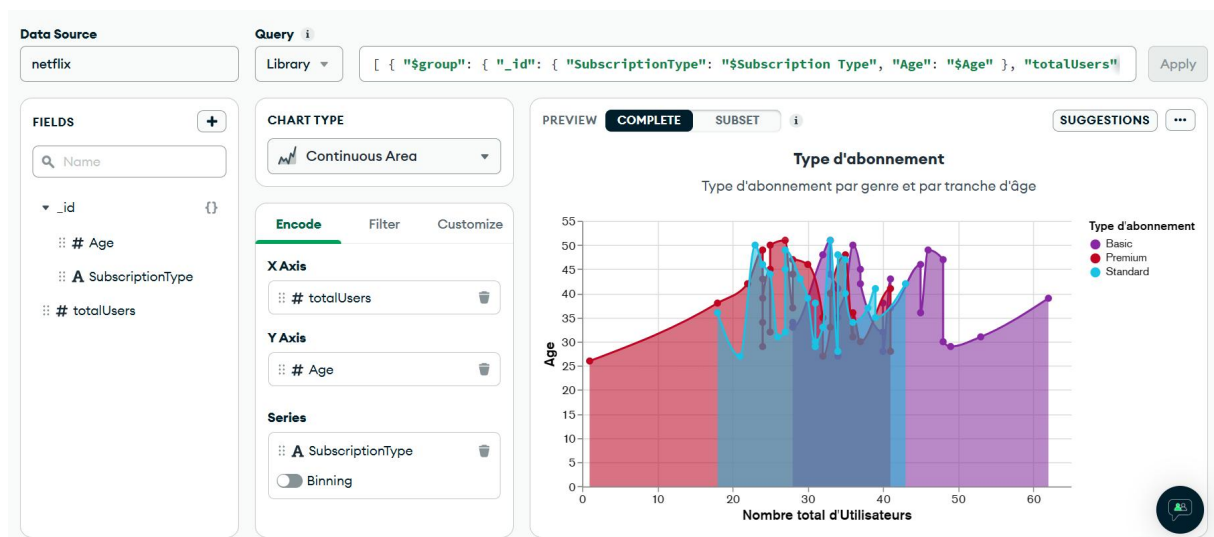 Data Source
netflix
Query i
Library
[ { "$group": { "_id": { "SubscriptionType": "$Subscription Type", "Age": "$Age" }, "totalUsers"
Apply
FIELDS
+
Name
_id {}
# Age
A SubscriptionType
# totalUsers
CHART TYPE
Continuous Area
Encode Filter Customize
X Axis
# totalUsers
Y Axis
# Age
Series
A SubscriptionType
Binning
PREVIEW COMPLETE SUBSET i
SUGGESTIONS ...
Type d'abonnement
Type d'abonnement par genre et par tranche d'âge
55
50
45
40
35
30
25
20
15
10
5
0
Age
0 10 20 30 40 50 60
Nombre total d'Utilisateurs
Type d'abonnement
Basic
Premium
Standard